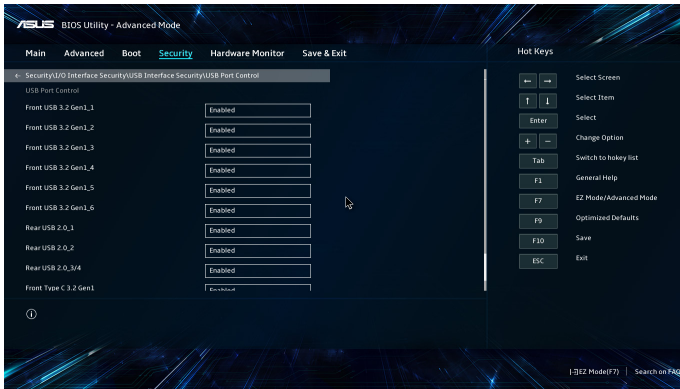 ASUS BIOS Utility - Advanced Mode
Main Advanced Boot Security Hardware Monitor Save & Exit
Hot Keys
← Security\I/O Interface Security\USB Interface Security\USB Port Control
USB Port Control
Front USB 3.2 Gen1_1 Enabled
Front USB 3.2 Gen1_2 Enabled
Front USB 3.2 Gen1_3 Enabled
Front USB 3.2 Gen1_4 Enabled
Front USB 3.2 Gen1_5 Enabled
Front USB 3.2 Gen1_6 Enabled
Rear USB 2.0_1 Enabled
Rear USB 2.0_2 Enabled
Rear USB 2.0_3/4 Enabled
Front Type C 3.2 Gen1 Enabled
← → Select Screen
↑ ↓ Select Item
Enter Select
+ − Change Option
Tab Switch to hokey list
F1 General Help
F7 EZ Mode/Advanced Mode
F9 Optimized Defaults
F10 Save
ESC Exit
EZ Mode(F7) | Search on FAQ